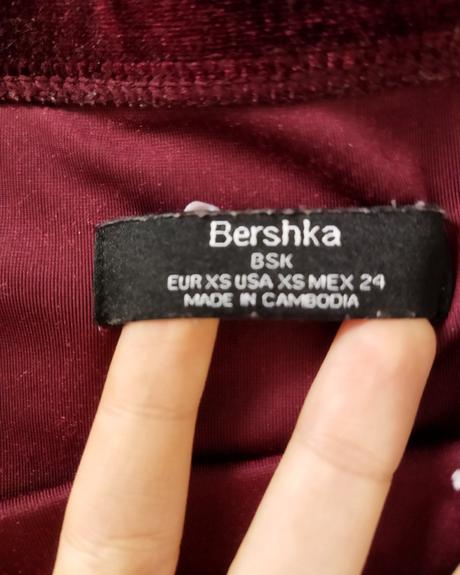 Bershka
BSK
EUR XS USA XS MEX 24
MADE IN CAMBODIA